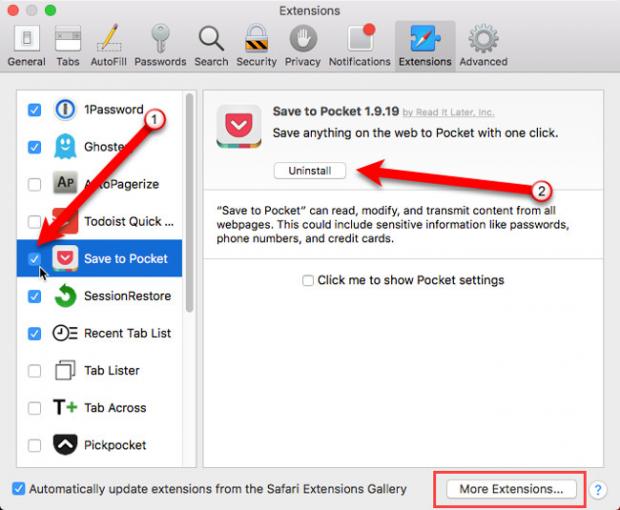 Extensions
General Tabs AutoFill Passwords Search Security Privacy Notifications Extensions Advanced
1Password
Ghoste
AP AutoPagerize
Todoist Quick ...
Save to Pocket
SessionRestore
Recent Tab List
Tab Lister
T+ Tab Across
Pickpocket
1
Save to Pocket 1.9.19 by Read It Later, Inc.
Save anything on the web to Pocket with one click.
Uninstall
2
“Save to Pocket” can read, modify, and transmit content from all
webpages. This could include sensitive information like passwords,
phone numbers, and credit cards.
Click me to show Pocket settings
Automatically update extensions from the Safari Extensions Gallery
More Extensions... ?